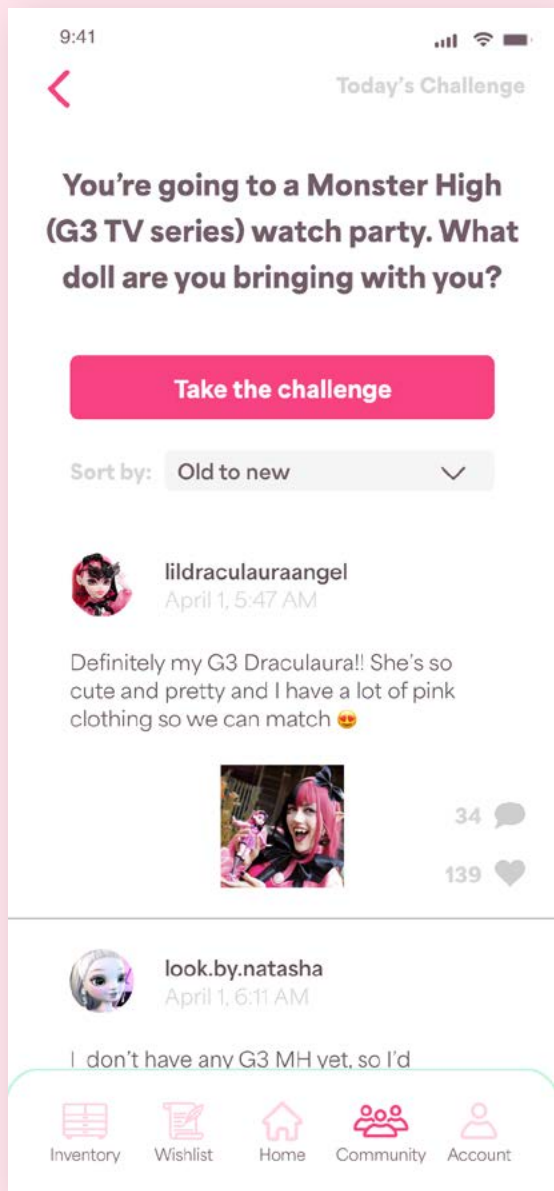 9:41
Today's Challenge
You're going to a Monster High
(G3 TV series) watch party. What
doll are you bringing with you?
Take the challenge
Sort by: Old to new
lildraculauraangel
April 1, 5:47 AM
Definitely my G3 Draculaura!! She's so
cute and pretty and I have a lot of pink
clothing so we can match 😍
34
139
look.by.natasha
April 1, 6:11 AM
I don't have any G3 MH yet, so I'd
Inventory Wishlist Home Community Account